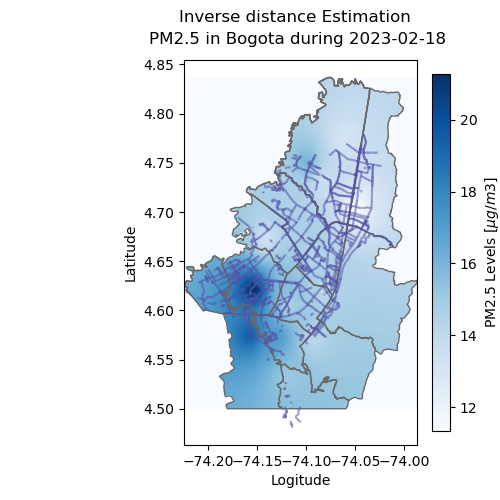 Inverse distance Estimation
PM2.5 in Bogota during 2023-02-18
4.85
4.80
4.75
4.70
4.65
4.60
4.55
4.50
Latitude
−74.20 −74.15 −74.10 −74.05 −74.00
Logitude
20
18
16
14
12
PM2.5 Levels [μg/m3]